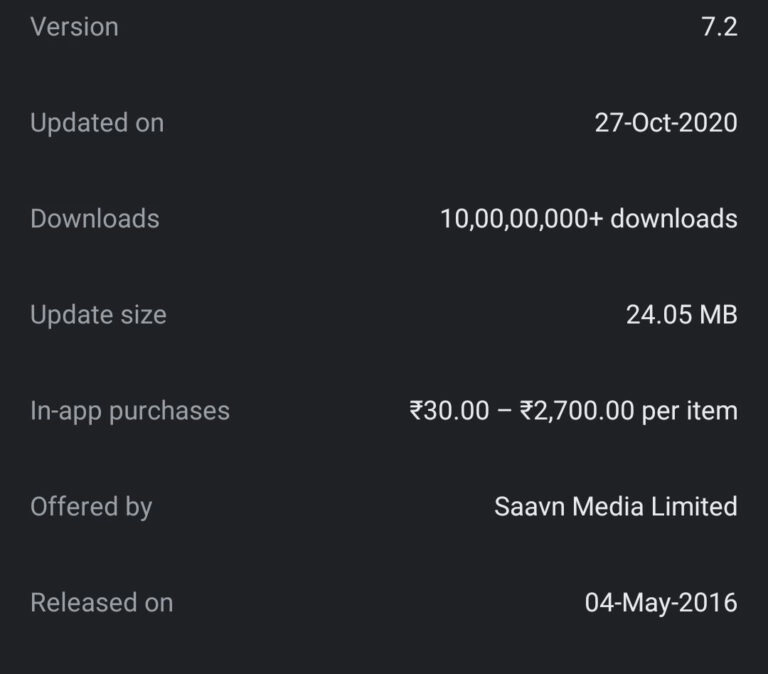 Version 7.2
Updated on 27-Oct-2020
Downloads 10,00,00,000+ downloads
Update size 24.05 MB
In-app purchases ₹30.00 – ₹2,700.00 per item
Offered by Saavn Media Limited
Released on 04-May-2016